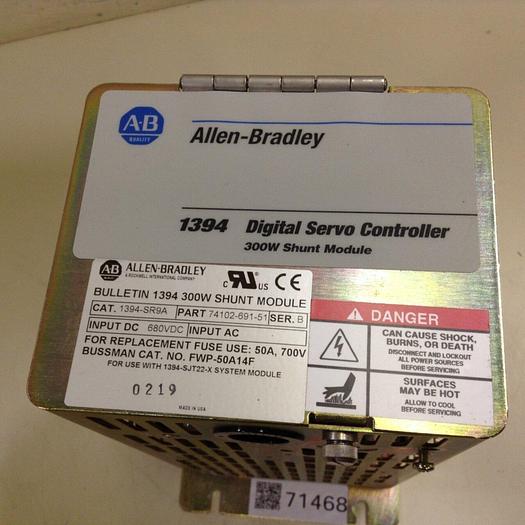 A-B
QUALITY
Allen-Bradley
1394 Digital Servo Controller
300W Shunt Module
AB ALLEN-BRADLEY
A ROCKWELL INTERNATIONAL COMPANY
c RU US CE
BULLETIN 1394 300W SHUNT MODULE
CAT. 1394-SR9A PART 74102-691-51 SER. B
INPUT DC 680VDC INPUT AC
FOR REPLACEMENT FUSE USE: 50A, 700V
BUSSMAN CAT. NO. FWP-50A14F
FOR USE WITH 1394-SJT22-X SYSTEM MODULE
0219
MADE IN USA
DANGER
CAN CAUSE SHOCK,
BURNS, OR DEATH
DISCONNECT AND LOCKOUT
ALL POWER SOURCES
BEFORE SERVICING
SURFACES
MAY BE HOT
ALLOW TO COOL
BEFORE SERVICING
71468